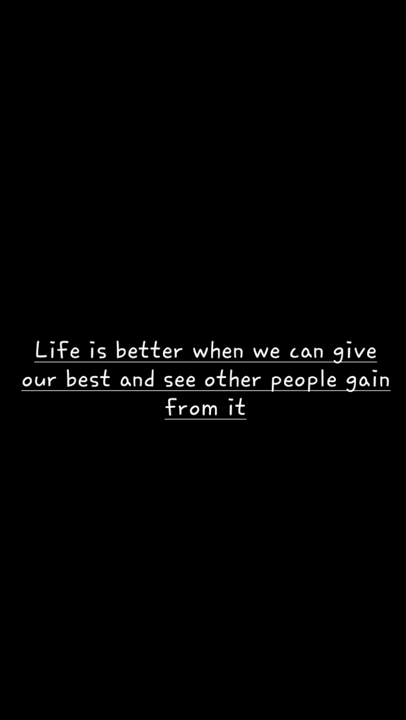 Life is better when we can give
our best and see other people gain
from it